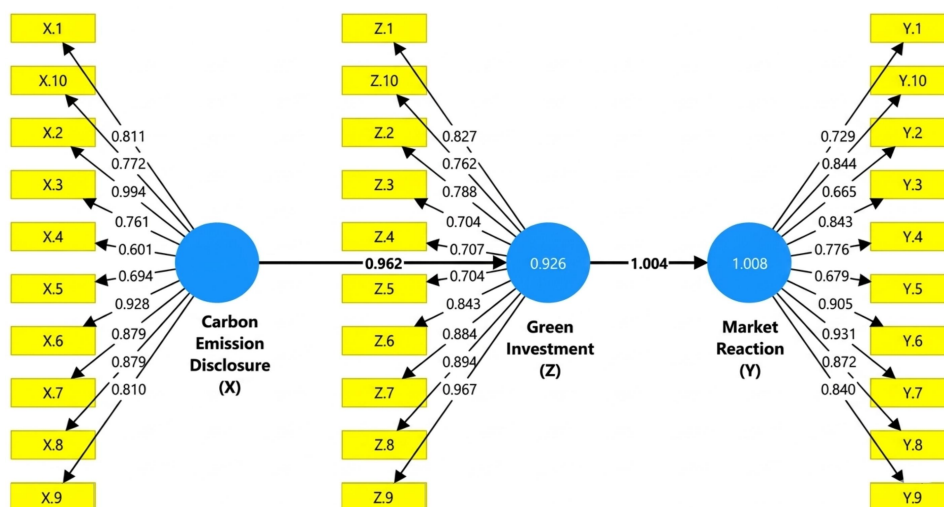 X.1
X.10
X.2
X.3
X.4
X.5
X.6
X.7
X.8
X.9
0.811
0.772
0.994
0.761
0.601
0.694
0.928
0.879
0.879
0.810
Carbon
Emission
Disclosure
(X)
0.962
Z.1
Z.10
Z.2
Z.3
Z.4
Z.5
Z.6
Z.7
Z.8
Z.9
0.827
0.762
0.788
0.704
0.707
0.704
0.843
0.884
0.894
0.967
0.926
Green
Investment
(Z)
1.004
1.008
Market
Reaction
(Y)
0.729
0.844
0.665
0.843
0.776
0.679
0.905
0.931
0.872
0.840
Y.1
Y.10
Y.2
Y.3
Y.4
Y.5
Y.6
Y.7
Y.8
Y.9